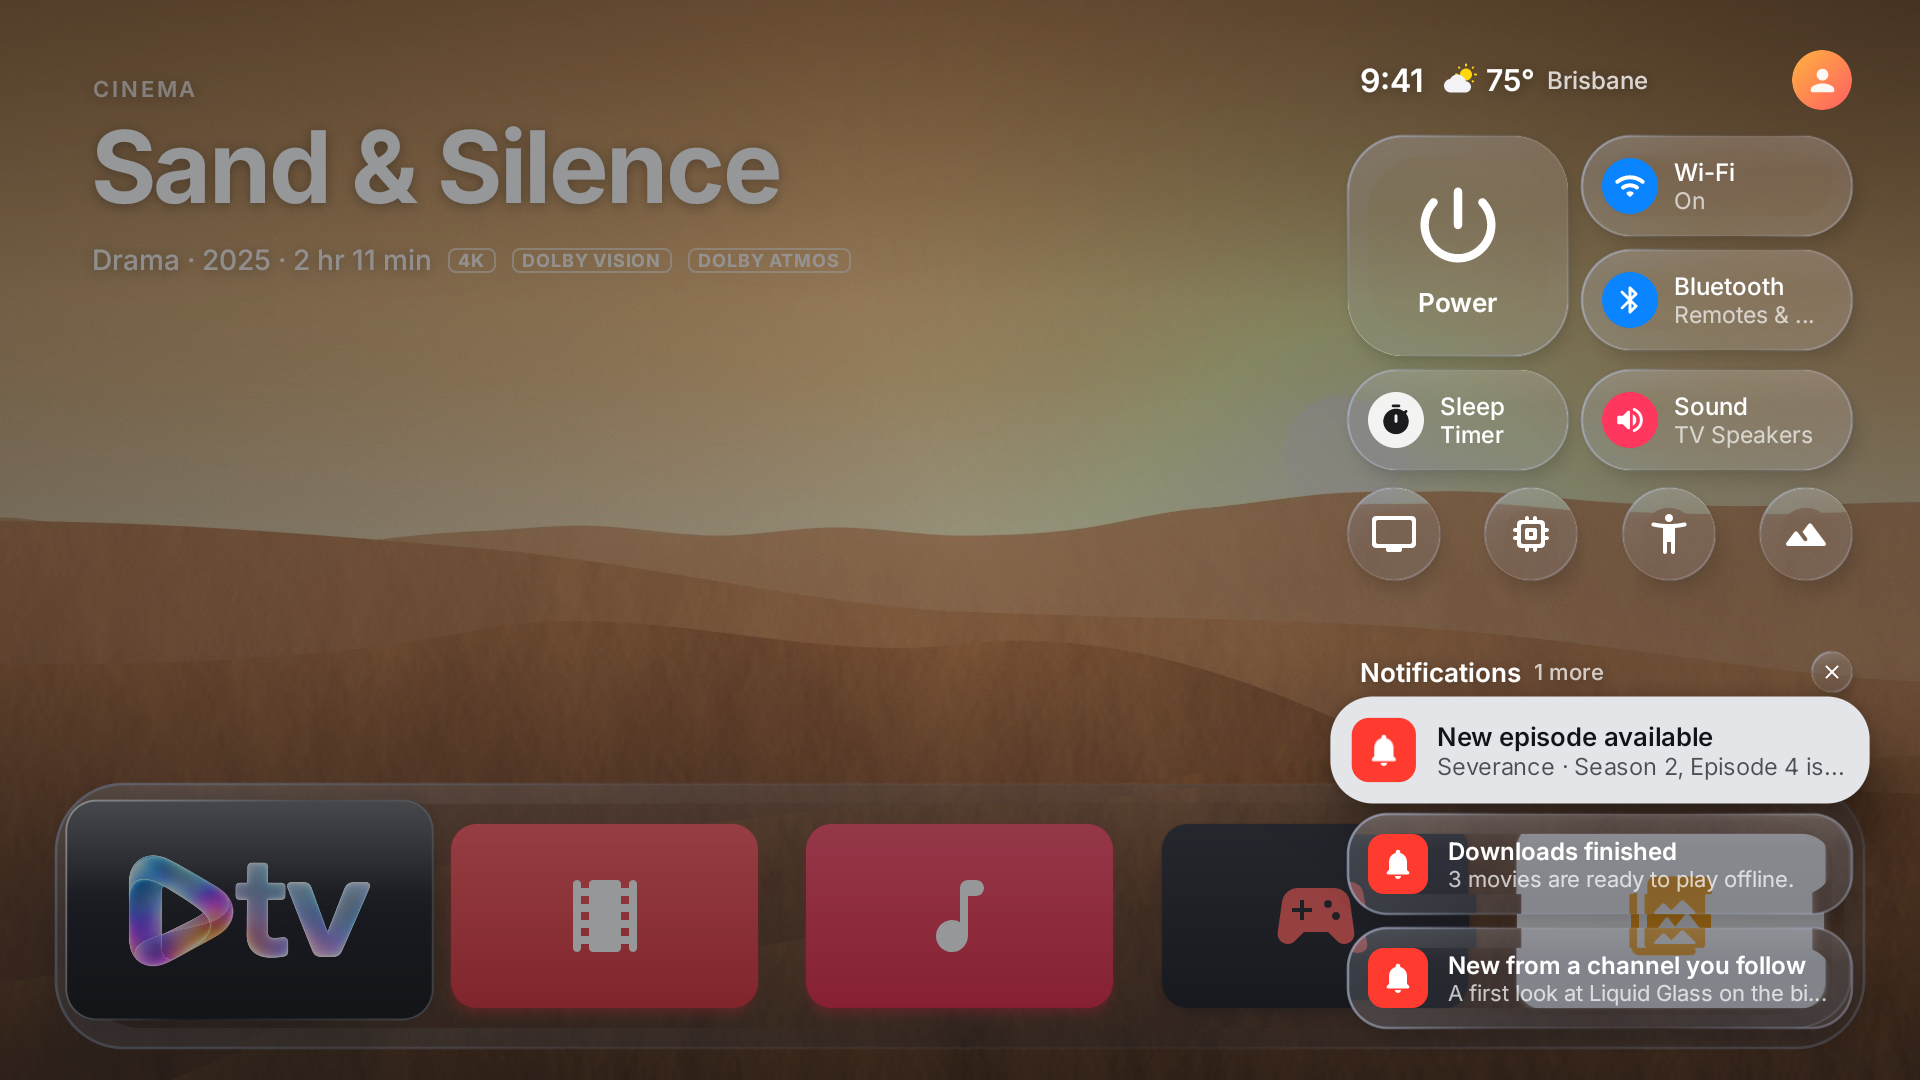 CINEMA
Sand & Silence
Drama · 2025 · 2 hr 11 min 4K DOLBY VISION DOLBY ATMOS
9:41 75° Brisbane
Power
Wi-Fi
On
Bluetooth
Remotes & ...
Sleep
Timer
Sound
TV Speakers
Notifications 1 more
New episode available
Severance · Season 2, Episode 4 is...
Downloads finished
3 movies are ready to play offline.
New from a channel you follow
A first look at Liquid Glass on the bi...
tv